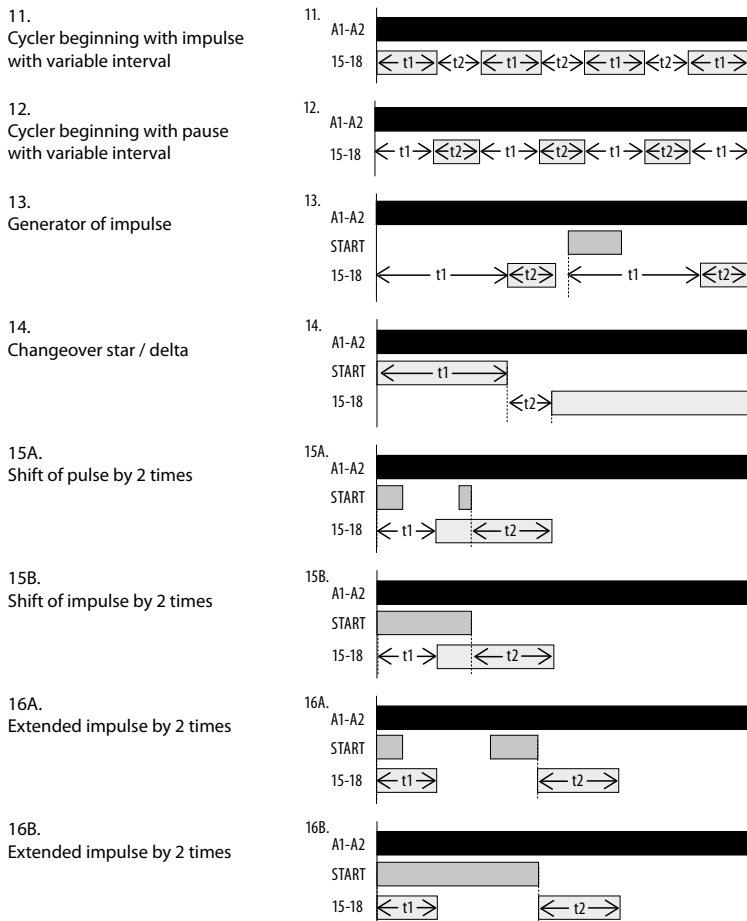 11.
Cycler beginning with impulse
with variable interval
11.
A1-A2
15-18 t1 t2 t1 t2 t1 t2 t1
12.
Cycler beginning with pause
with variable interval
12.
A1-A2
15-18 t1 t2 t1 t2 t1 t2 t1
13.
Generator of impulse
13.
A1-A2
START
15-18 t1 t2 t1 t2
14.
Changeover star / delta
14.
A1-A2
START t1
15-18 t2
15A.
Shift of pulse by 2 times
15A.
A1-A2
START
15-18 t1 t2
15B.
Shift of impulse by 2 times
15B.
A1-A2
START
15-18 t1 t2
16A.
Extended impulse by 2 times
16A.
A1-A2
START
15-18 t1 t2
16B.
Extended impulse by 2 times
16B.
A1-A2
START
15-18 t1 t2